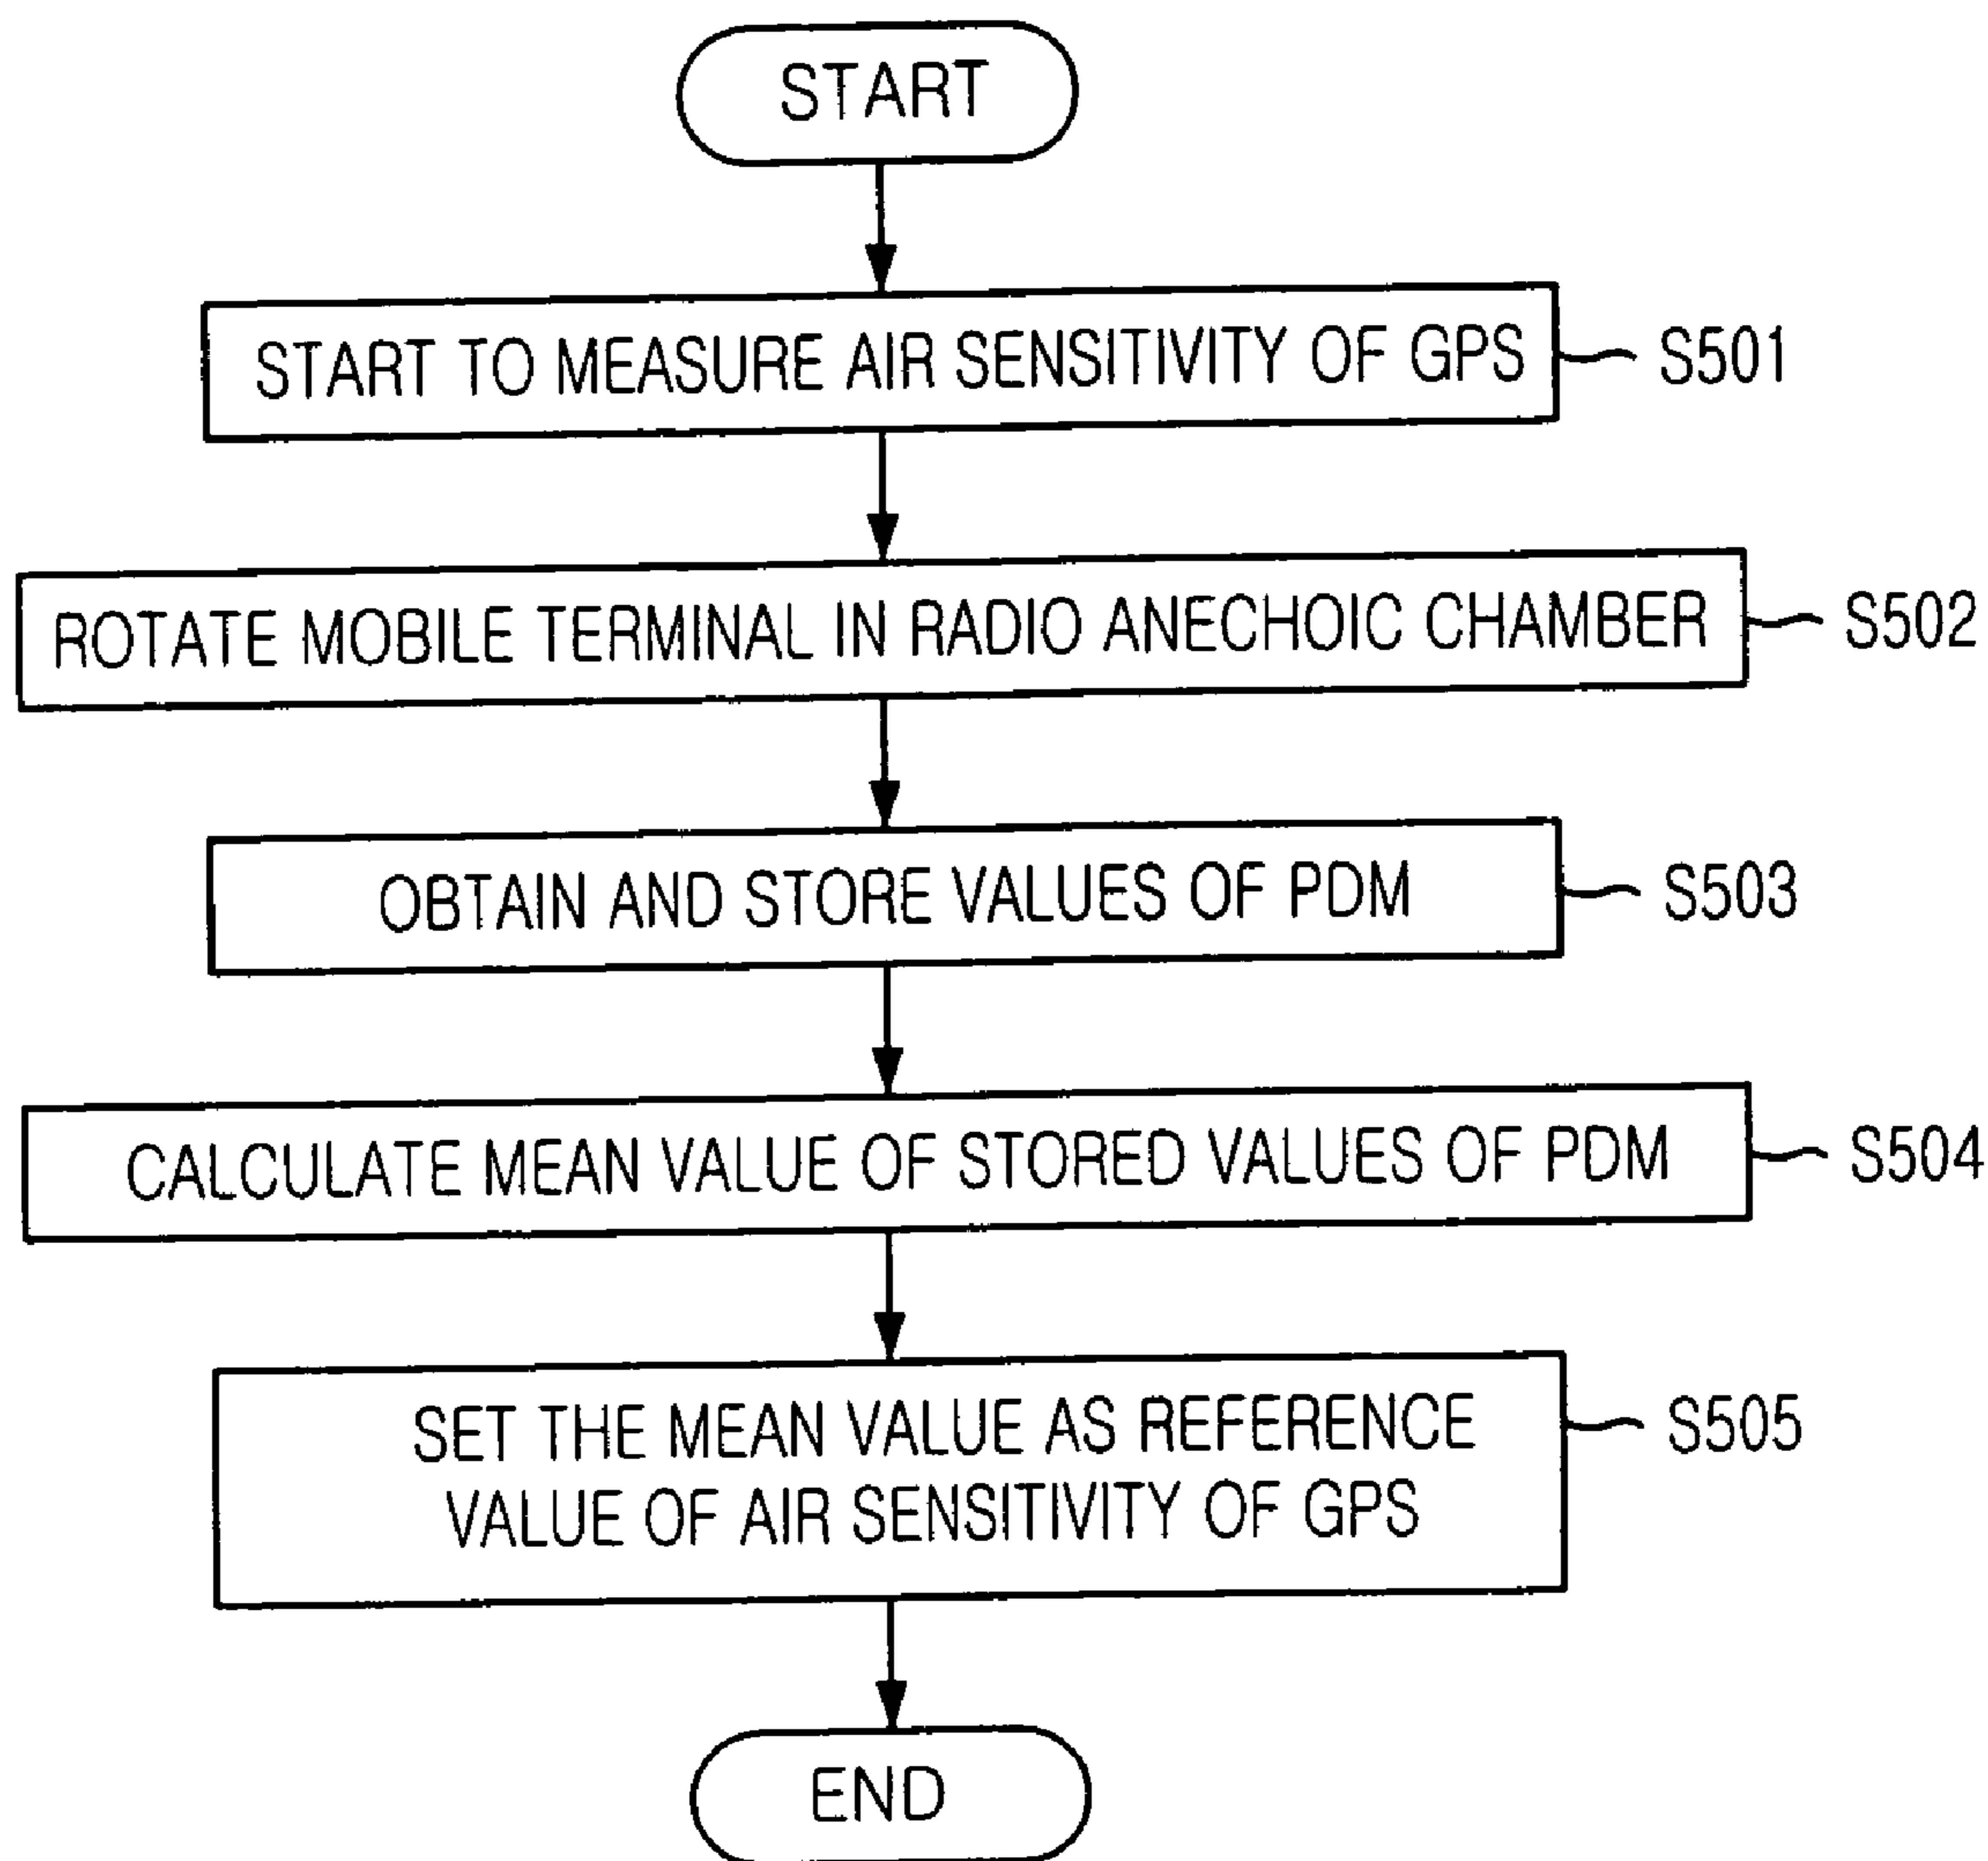 START
START TO MEASURE AIR SENSITIVITY OF GPS
S501
ROTATE MOBILE TERMINAL IN RADIO ANECHOIC CHAMBER
S502
OBTAIN AND STORE VALUES OF PDM
S503
CALCULATE MEAN VALUE OF STORED VALUES OF PDM
S504
SET THE MEAN VALUE AS REFERENCE
VALUE OF AIR SENSITIVITY OF GPS
S505
END